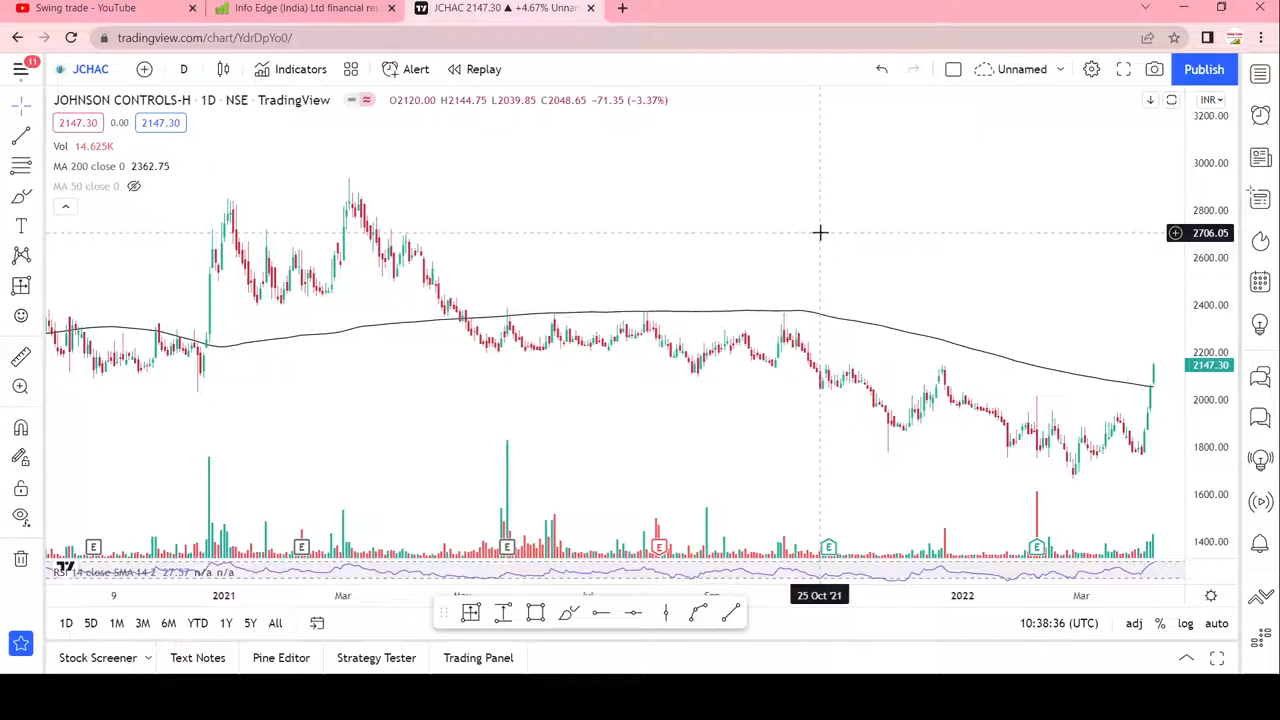 Swing trade - YouTube
Info Edge (India) Ltd financial res
JCHAC 2147.30 ▲ +4.67% Unnam
tradingview.com/chart/YdrDpYo0/
11
JCHAC
D
Indicators
Alert
Replay
Unnamed
Publish
JOHNSON CONTROLS-H · 1D · NSE · TradingView
O2120.00 H2144.75 L2039.85 C2048.65 -71.35 (-3.37%)
INR
2147.30
0.00
2147.30
Vol 14.625K
MA 200 close 0 2362.75
MA 50 close 0
3200.00
3000.00
2800.00
2706.05
2600.00
2400.00
2200.00
2147.30
2000.00
1800.00
1600.00
1400.00
E
E
E
E
E
E
RSI 14 close SMA 14 2 27.57 n/a n/a
9
2021
Mar
May
Jul
Sep
25 Oct '21
2022
Mar
1D 5D 1M 3M 6M YTD 1Y 5Y All
10:38:36 (UTC)
adj % log auto
Stock Screener
Text Notes
Pine Editor
Strategy Tester
Trading Panel